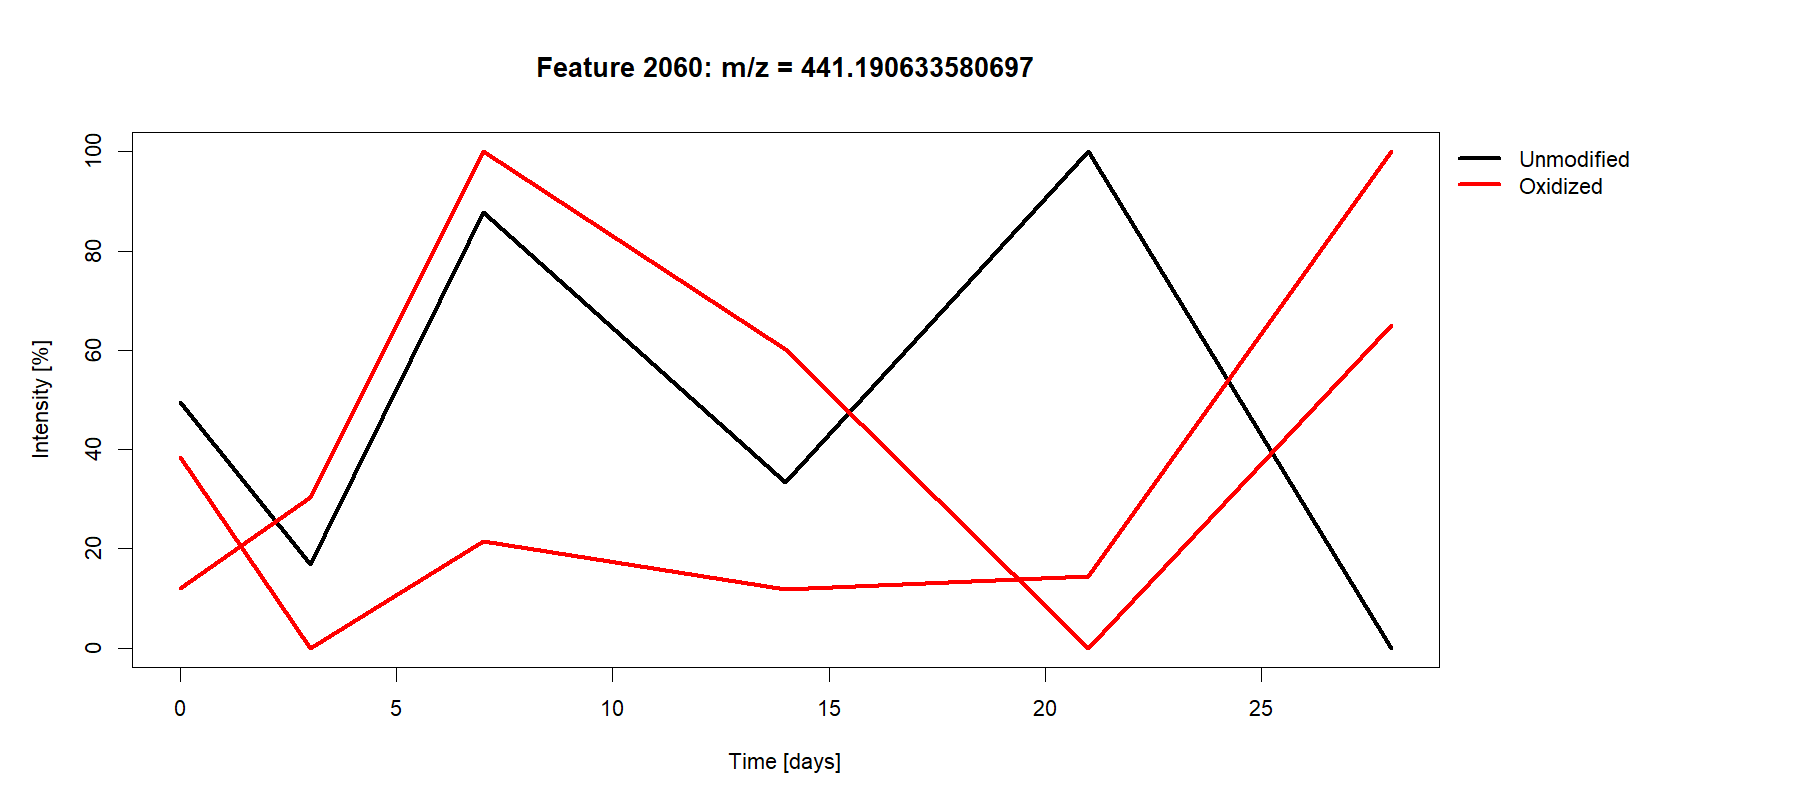 Feature 2060: m/z = 441.190633580697
Unmodified
Oxidized
Intensity [%]
100
80
60
40
20
0
0 5 10 15 20 25
Time [days]